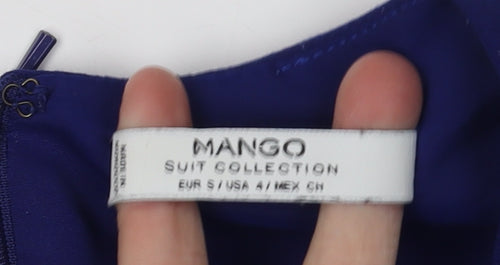 MANGO
SUIT COLLECTION
EUR S / USA 4 / MEX CH